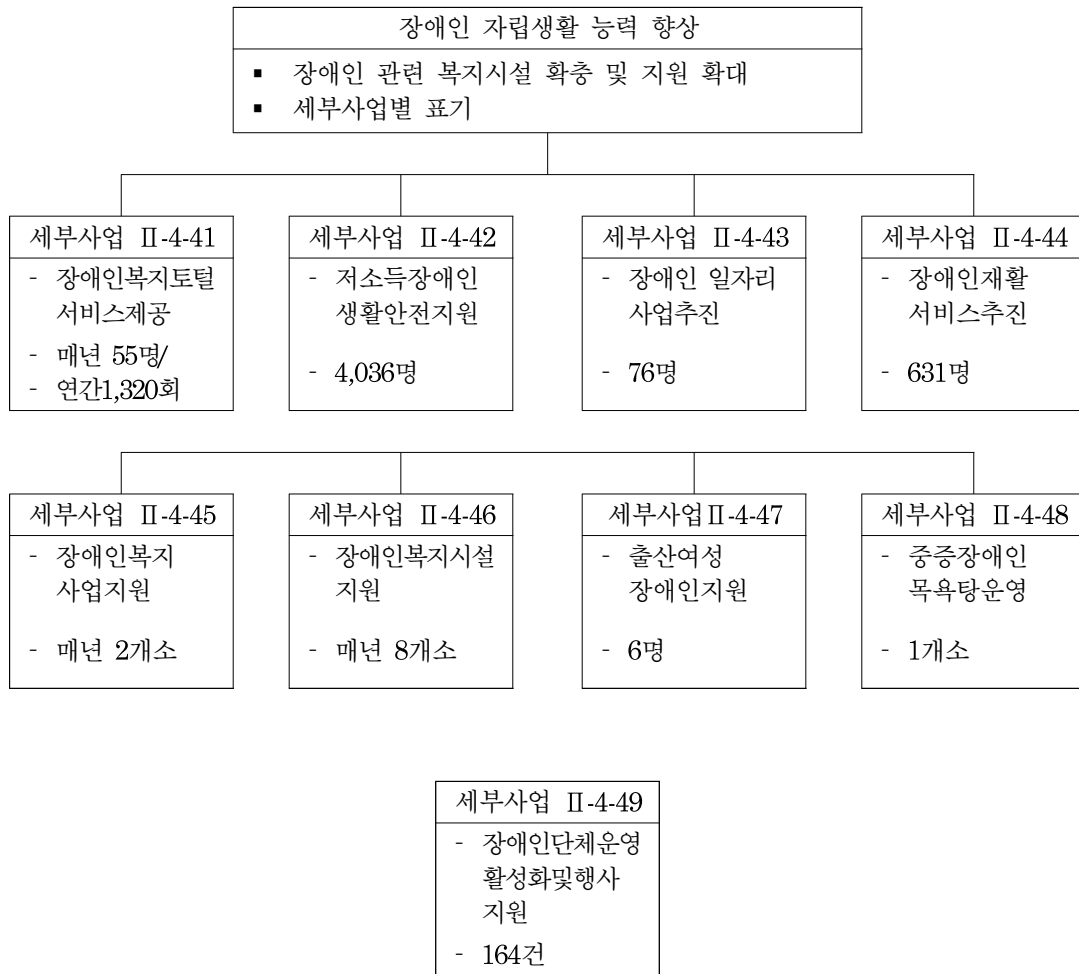 장애인 자립생활 능력 향상
▪ 장애인 관련 복지시설 확충 및 지원 확대
▪ 세부사업별 표기
세부사업 Ⅱ-4-41
- 장애인복지토털
서비스제공
- 매년 55명/
- 연간1,320회
세부사업 Ⅱ-4-42
- 저소득장애인
생활안전지원
- 4,036명
세부사업 Ⅱ-4-43
- 장애인 일자리
사업추진
- 76명
세부사업 Ⅱ-4-44
- 장애인재활
서비스추진
- 631명
세부사업 Ⅱ-4-45
- 장애인복지
사업지원
- 매년 2개소
세부사업 Ⅱ-4-46
- 장애인복지시설
지원
- 매년 8개소
세부사업Ⅱ-4-47
- 출산여성
장애인지원
- 6명
세부사업 Ⅱ-4-48
- 중증장애인
목욕탕운영
- 1개소
세부사업 Ⅱ-4-49
- 장애인단체운영
활성화및행사
지원
- 164건